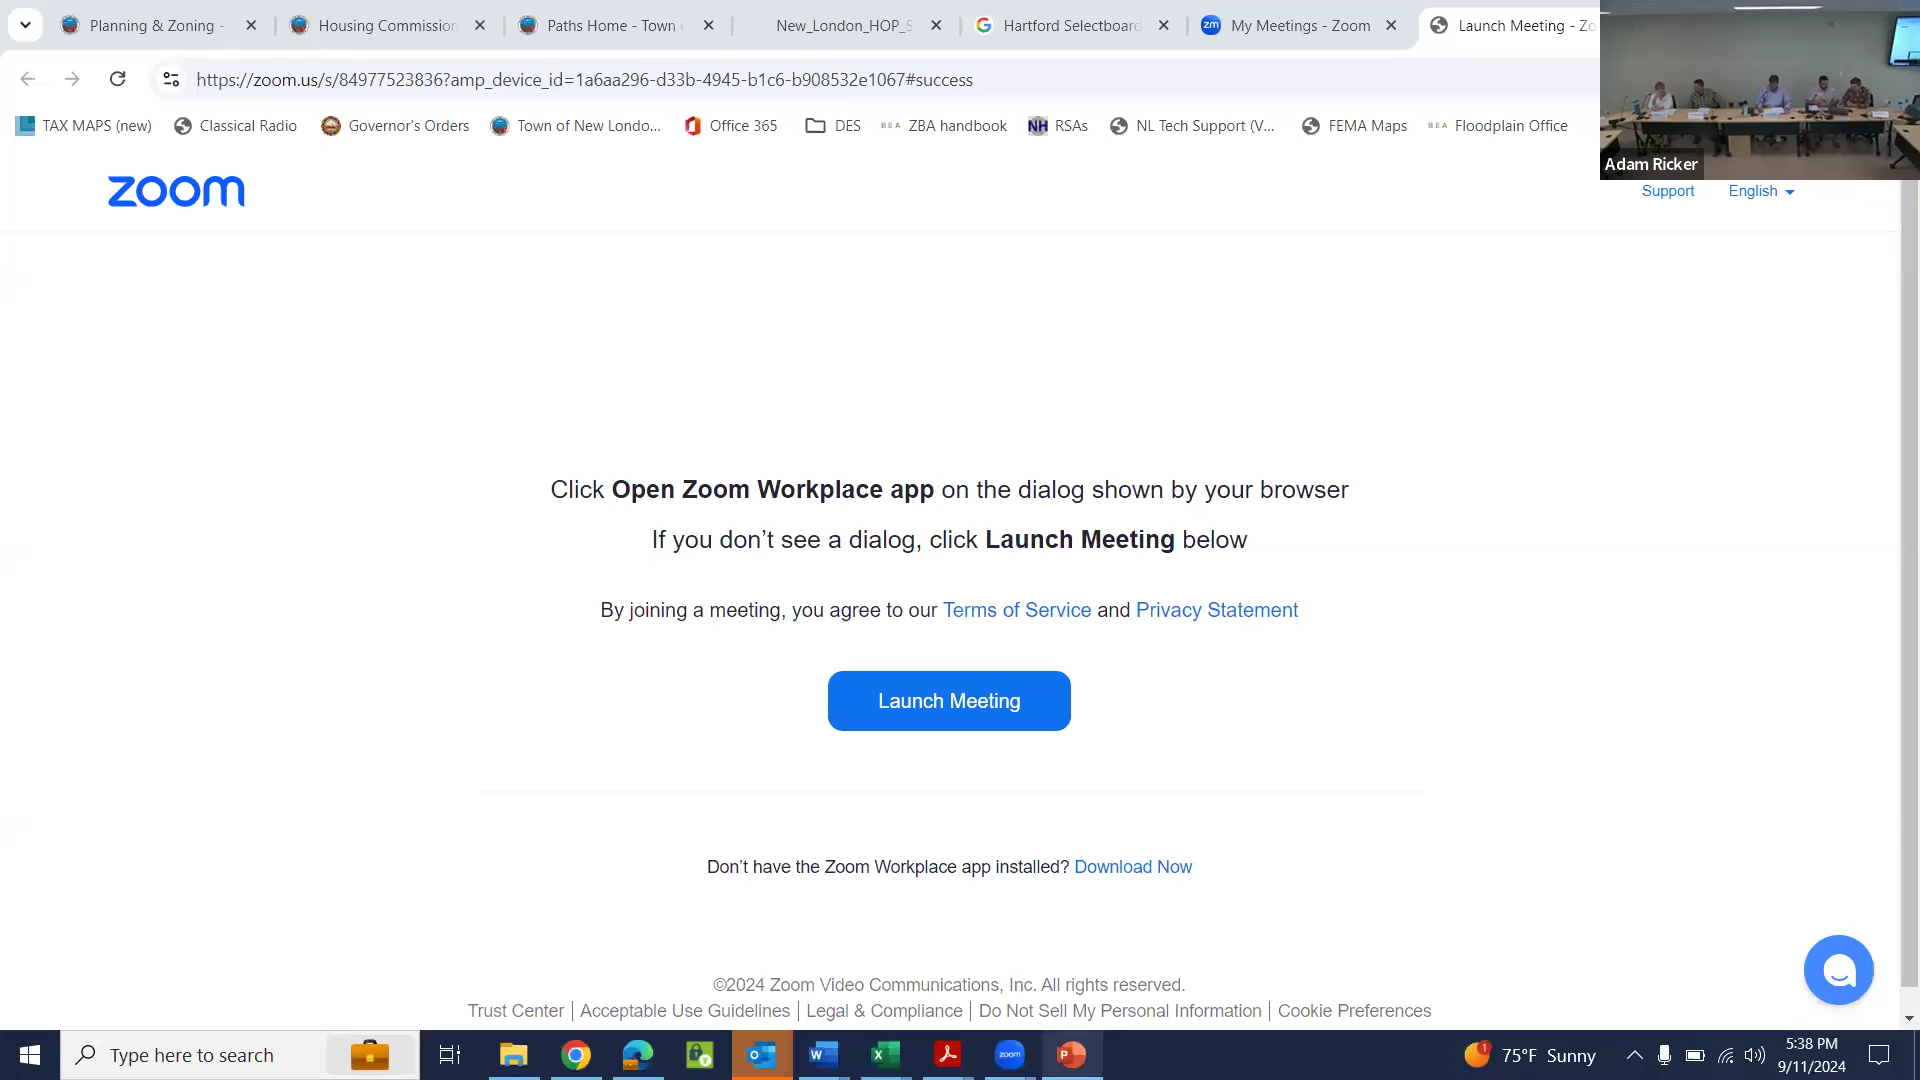 Planning & Zoning -
Housing Commission
Paths Home - Town
New_London_HOP_S
Hartford Selectboard
My Meetings - Zoom
Launch Meeting - Zo
https://zoom.us/s/84977523836?amp_device_id=1a6aa296-d33b-4945-b1c6-b908532e1067#success
TAX MAPS (new)
Classical Radio
Governor's Orders
Town of New Londo...
Office 365
DES
BEA ZBA handbook
NH RSAs
NL Tech Support (V...
FEMA Maps
BEA Floodplain Office
Adam Ricker
zoom
Support
English
Click Open Zoom Workplace app on the dialog shown by your browser
If you don’t see a dialog, click Launch Meeting below
By joining a meeting, you agree to our Terms of Service and Privacy Statement
Launch Meeting
Don’t have the Zoom Workplace app installed? Download Now
©2024 Zoom Video Communications, Inc. All rights reserved.
Trust Center | Acceptable Use Guidelines | Legal & Compliance | Do Not Sell My Personal Information | Cookie Preferences
Type here to search
zoom
1
75°F Sunny
5:38 PM
9/11/2024